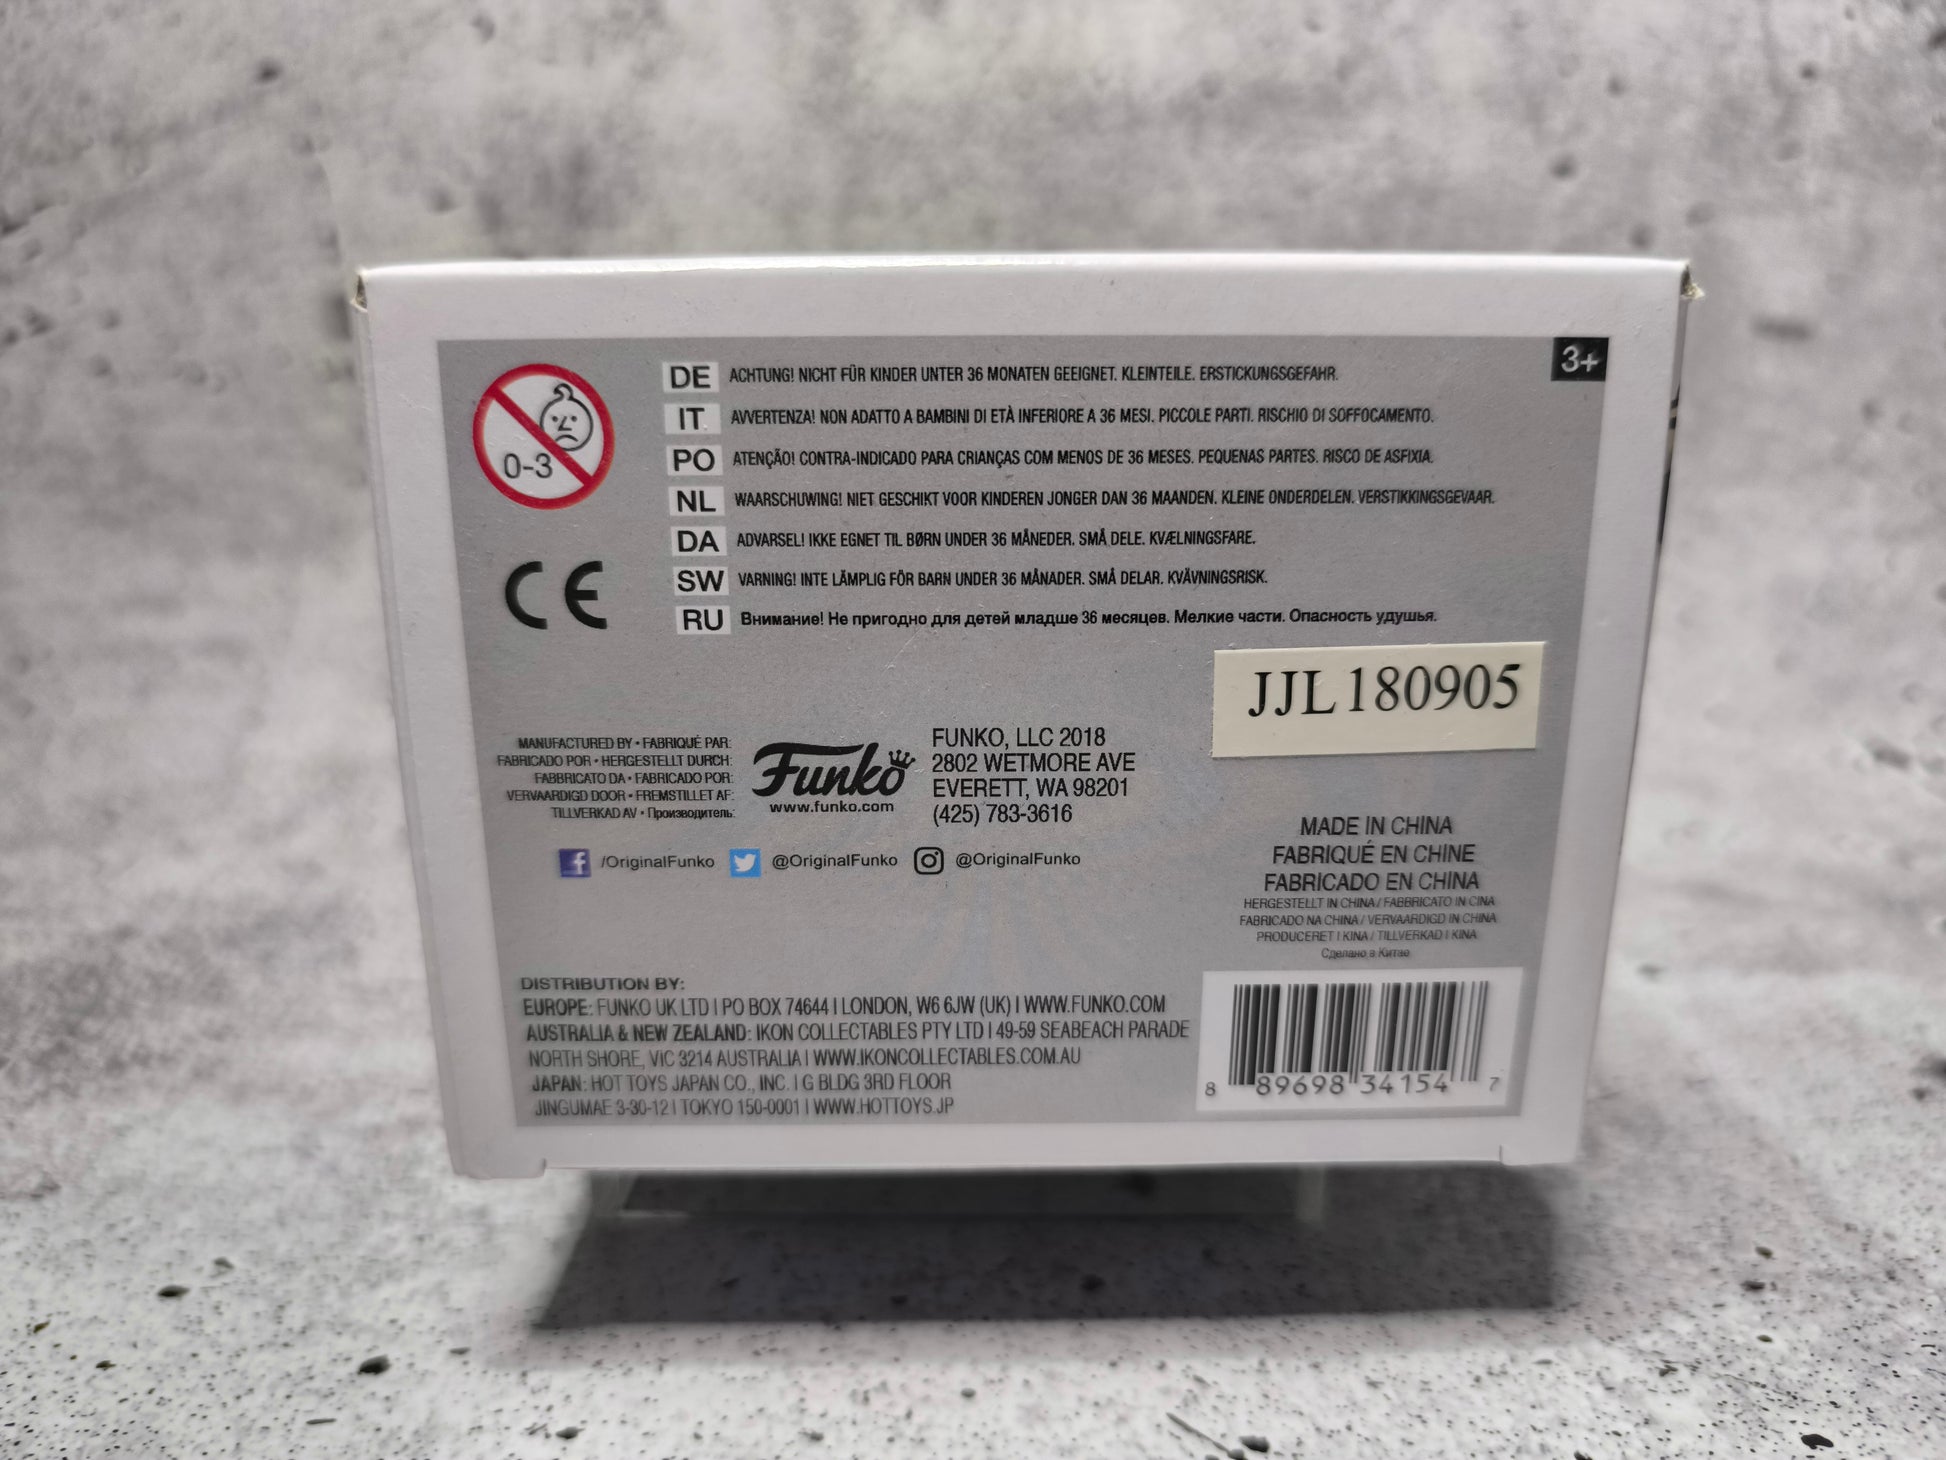 3+
0-3
DE ACHTUNG! NICHT FÜR KINDER UNTER 36 MONATEN GEEIGNET. KLEINTEILE. ERSTICKUNGSGEFAHR.
IT AVVERTENZA! NON ADATTO A BAMBINI DI ETÀ INFERIORE A 36 MESI. PICCOLE PARTI. RISCHIO DI SOFFOCAMENTO.
PO ATENÇÃO! CONTRA-INDICADO PARA CRIANÇAS COM MENOS DE 36 MESES. PEQUENAS PARTES. RISCO DE ASFIXIA.
NL WAARSCHUWING! NIET GESCHIKT VOOR KINDEREN JONGER DAN 36 MAANDEN. KLEINE ONDERDELEN. VERSTIKKINGSGEVAAR.
DA ADVARSEL! IKKE EGNET TIL BØRN UNDER 36 MÅNEDER. SMÅ DELE. KVÆLNINGSFARE.
SW VARNING! INTE LÄMPLIG FÖR BARN UNDER 36 MÅNADER. SMÅ DELAR. KVÄVNINGSRISK.
RU Внимание! Не пригодно для детей младше 36 месяцев. Мелкие части. Опасность удушья.
CE
JJL180905
MANUFACTURED BY • FABRIQUÉ PAR:
FABRICADO POR • HERGESTELLT DURCH:
FABBRICATO DA • FABRICADO POR:
VERVAARDIGD DOOR • FREMSTILLET AF:
TILLVERKAD AV • Производитель:
Funko
www.funko.com
FUNKO, LLC 2018
2802 WETMORE AVE
EVERETT, WA 98201
(425) 783-3616
/OriginalFunko @OriginalFunko @OriginalFunko
MADE IN CHINA
FABRIQUÉ EN CHINE
FABRICADO EN CHINA
HERGESTELLT IN CHINA / FABBRICATO IN CINA
FABRICADO NA CHINA / VERVAARDIGD IN CHINA
PRODUCERET I KINA / TILLVERKAD I KINA
Сделано в Китае
DISTRIBUTION BY:
EUROPE: FUNKO UK LTD | PO BOX 74644 | LONDON, W6 6JW (UK) | WWW.FUNKO.COM
AUSTRALIA & NEW ZEALAND: IKON COLLECTABLES PTY LTD | 49-59 SEABEACH PARADE
NORTH SHORE, VIC 3214 AUSTRALIA | WWW.IKONCOLLECTABLES.COM.AU
JAPAN: HOT TOYS JAPAN CO., INC. | G BLDG 3RD FLOOR
JINGUMAE 3-30-12 | TOKYO 150-0001 | WWW.HOTTOYS.JP
8 89698 34154 7